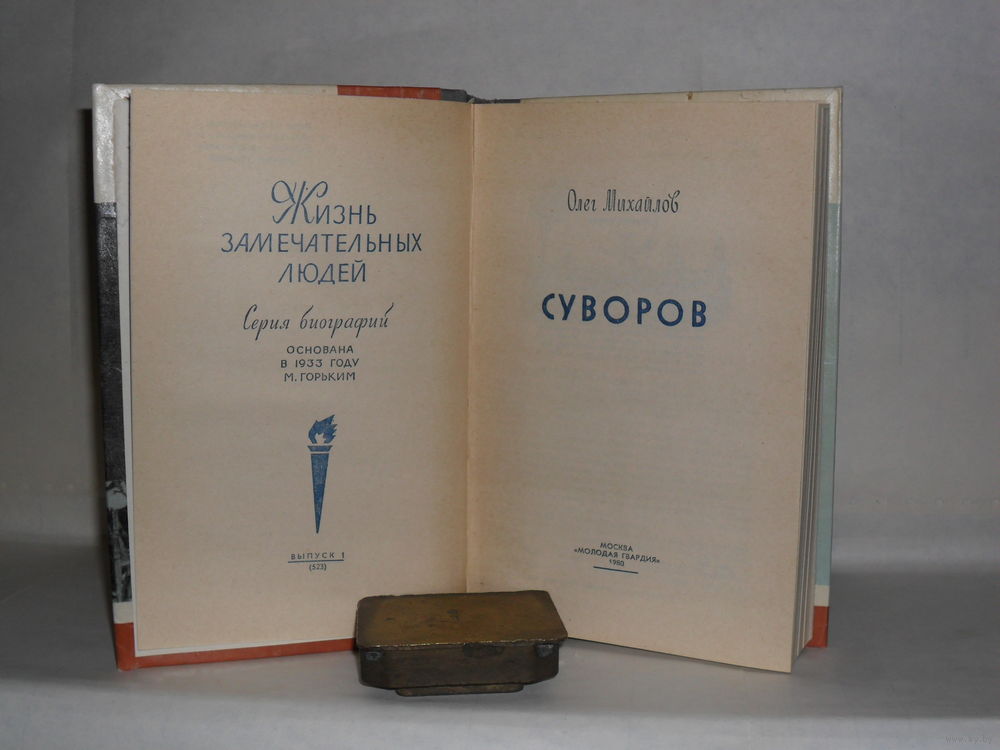 Жизнь
ЗАМЕЧАТЕЛЬНЫХ
ЛЮДЕЙ
Серия биографий
ОСНОВАНА
В 1933 ГОДУ
М. ГОРЬКИМ
ВЫПУСК 1
(523)
Олег Михайлов
СУВОРОВ
МОСКВА
«МОЛОДАЯ ГВАРДИЯ»
1980